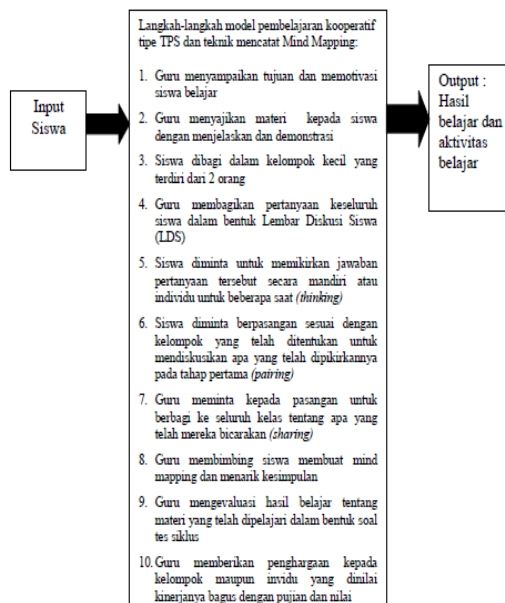 Input
Siswa
Langkah-langkah model pembelajaran kooperatif
tipe TPS dan teknik mencatat Mind Mapping:
1. Guru menyampaikan tujuan dan memotivasi
siswa belajar
2. Guru menyajikan materi kepada siswa
dengan menjelaskan dan demonstrasi
3. Siswa dibagi dalam kelompok kecil yang
terdiri dari 2 orang
4. Guru membagikan pertanyaan keseluruh
siswa dalam bentuk Lembar Diskusi Siswa
(LDS)
5. Siswa diminta untuk memikirkan jawaban
pertanyaan tersebut secara mandiri atau
individu untuk beberapa saat (thinking)
6. Siswa diminta berpasangan sesuai dengan
kelompok yang telah ditentukan untuk
mendiskusikan apa yang telah dipikirkannya
pada tahap pertama (pairing)
7. Guru meminta kepada pasangan untuk
berbagi ke seluruh kelas tentang apa yang
telah mereka bicarakan (sharing)
8. Guru membimbing siswa membuat mind
mapping dan menarik kesimpulan
9. Guru mengevaluasi hasil belajar tentang
materi yang telah dipelajari dalam bentuk soal
tes siklus
10. Guru memberikan penghargaan kepada
kelompok maupun invidu yang dinilai
kinerjanya bagus dengan pujian dan nilai
Output :
Hasil
belajar dan
aktivitas
belajar